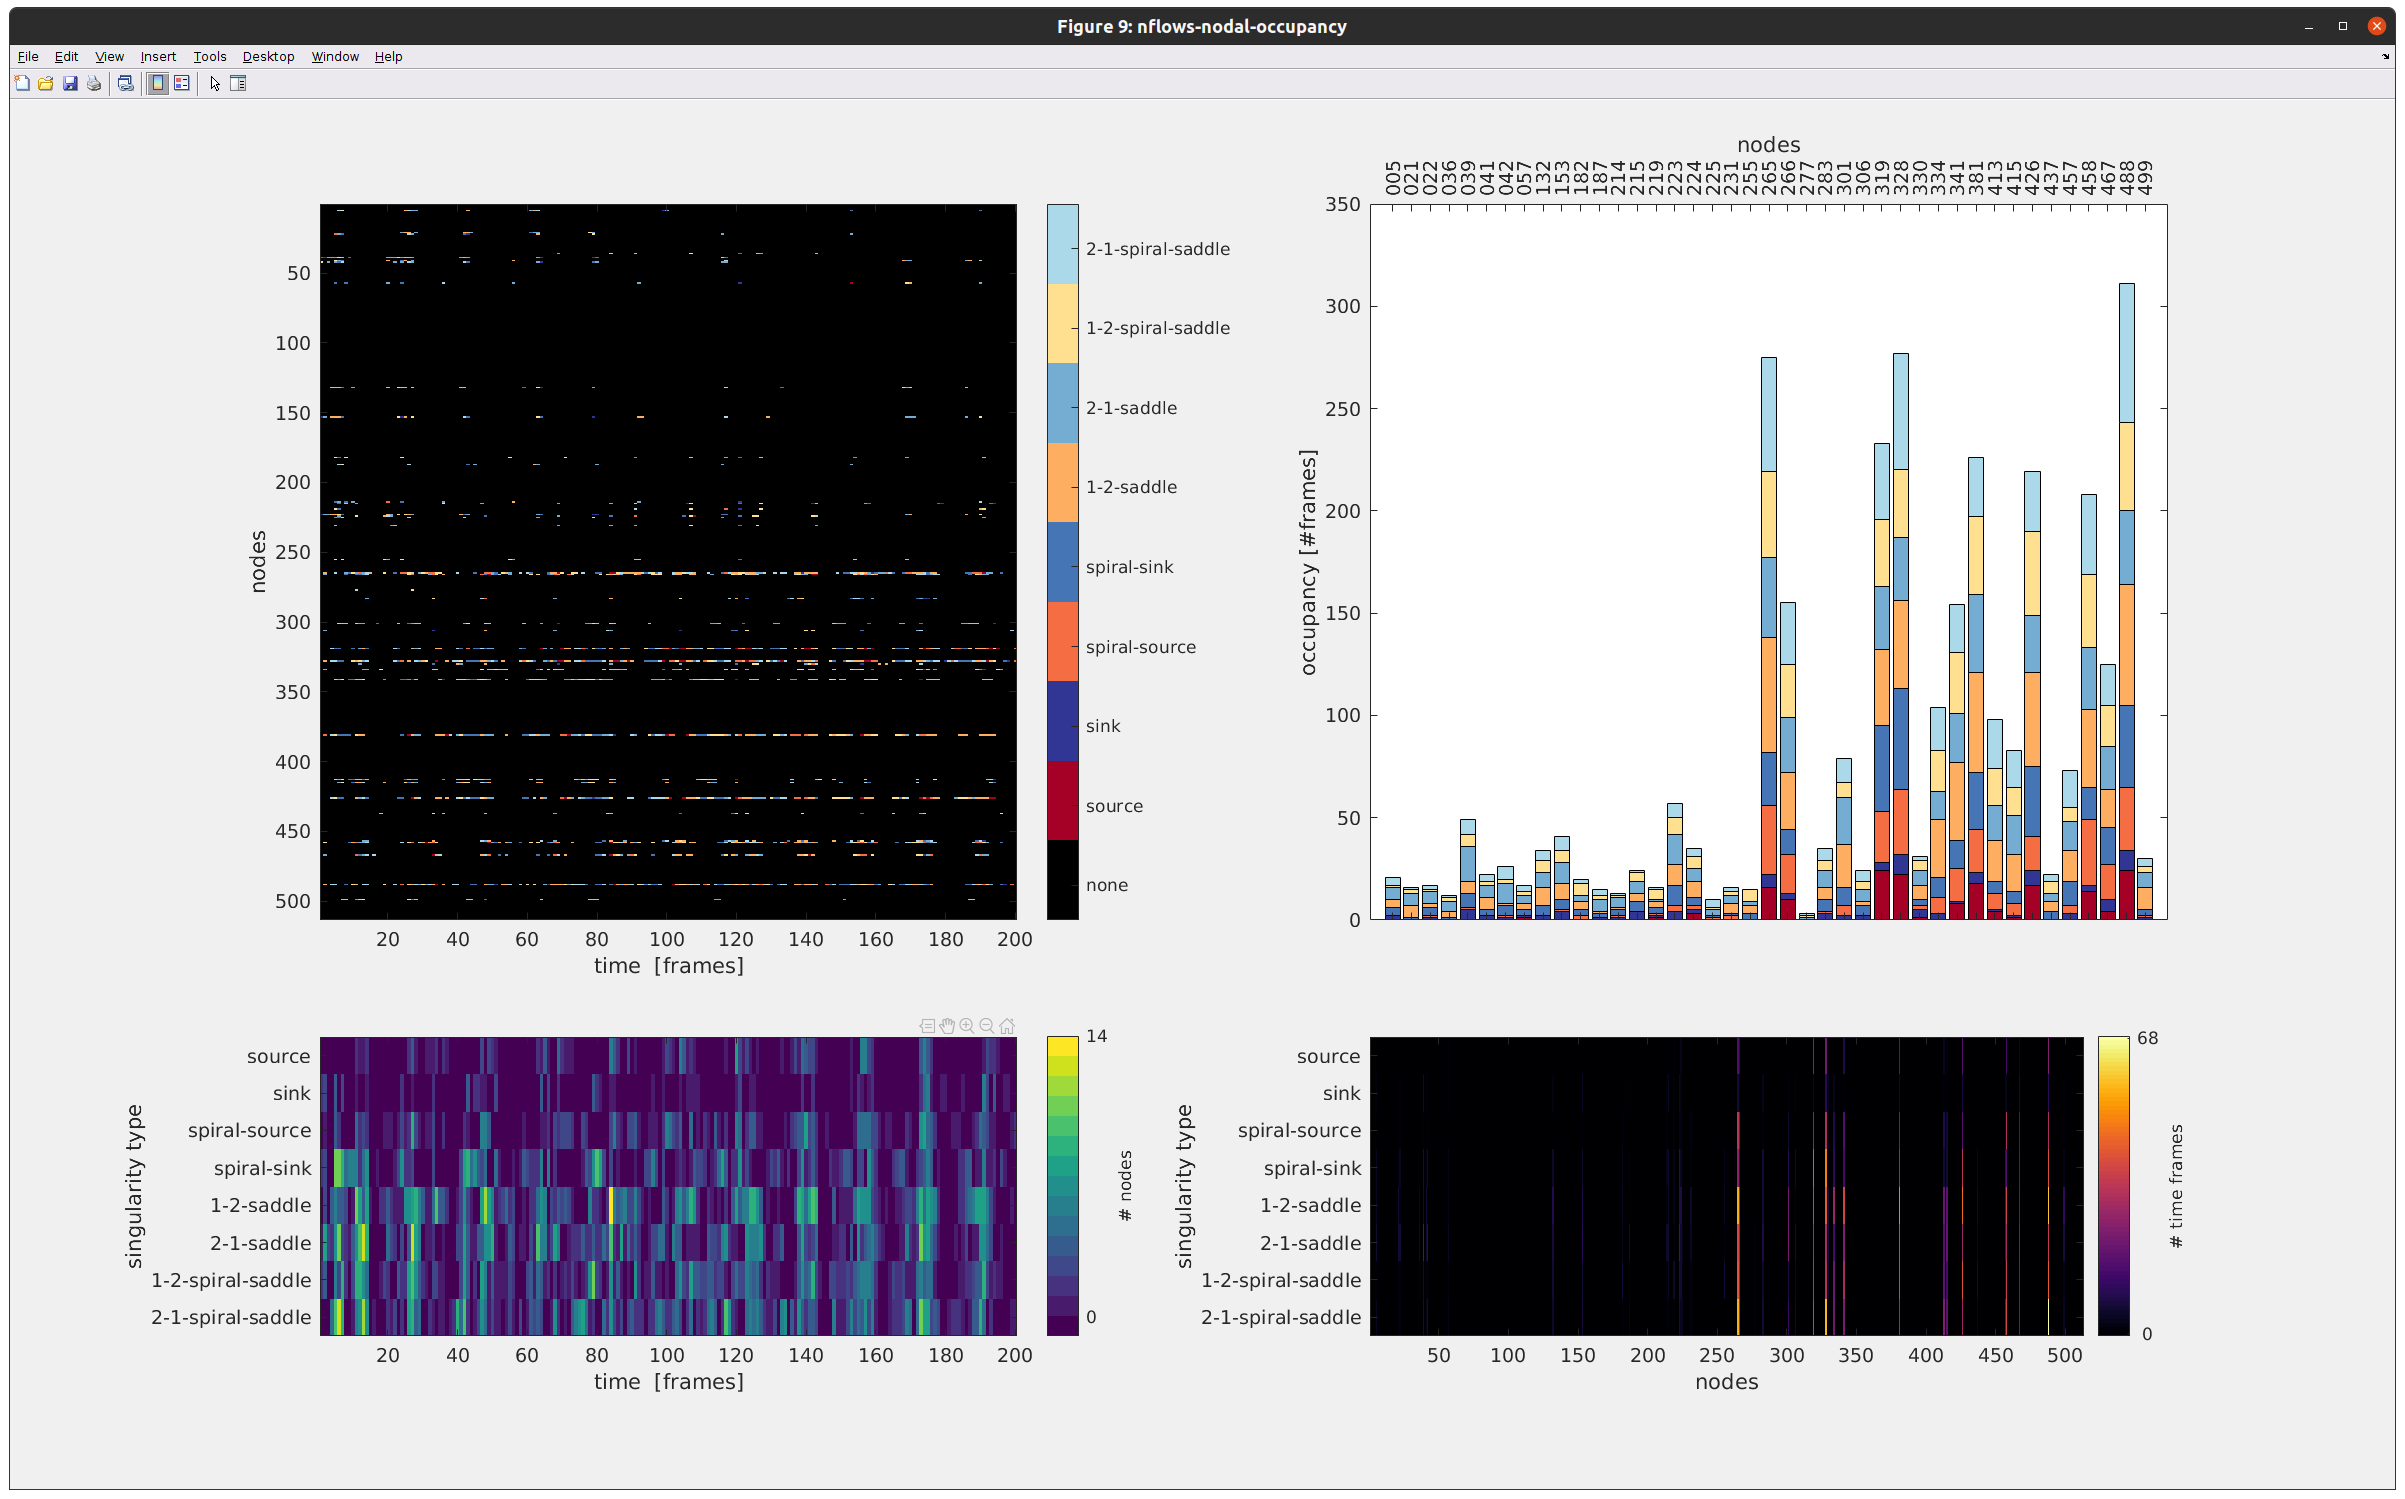 Figure 9: nflows-nodal-occupancy
File Edit View Insert Tools Desktop Window Help
50
100
150
200
250
300
350
400
450
500
nodes
20 40 60 80 100 120 140 160 180 200
time [frames]
2-1-spiral-saddle
1-2-spiral-saddle
2-1-saddle
1-2-saddle
spiral-sink
spiral-source
sink
source
none
nodes
005 021 022 036 039 041 042 057 132 153 182 187 214 215 219 223 224 225 231 255 265 266 277 283 301 306 319 328 330 334 341 381 413 415 426 437 457 458 467 488 499
350
300
250
200
150
100
50
0
occupancy [#frames]
source
sink
spiral-source
spiral-sink
1-2-saddle
2-1-saddle
1-2-spiral-saddle
2-1-spiral-saddle
singularity type
20 40 60 80 100 120 140 160 180 200
time [frames]
14
0
# nodes
source
sink
spiral-source
spiral-sink
1-2-saddle
2-1-saddle
1-2-spiral-saddle
2-1-spiral-saddle
singularity type
50 100 150 200 250 300 350 400 450 500
nodes
68
0
# time frames